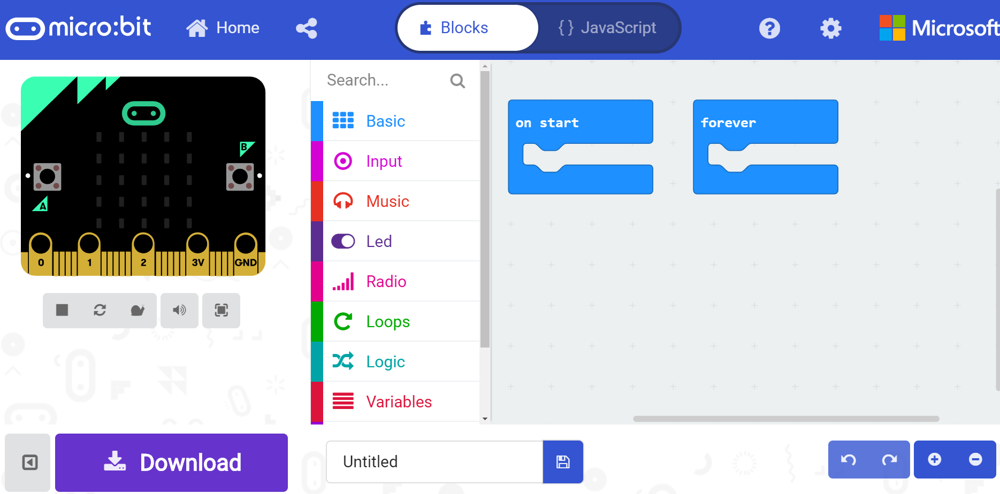 micro:bit
Home
Blocks
{ } JavaScript
?
Microsoft
B
A
0 1 2 3V GND
Search...
Basic
Input
Music
Led
Radio
Loops
Logic
Variables
on start
forever
Download
Untitled